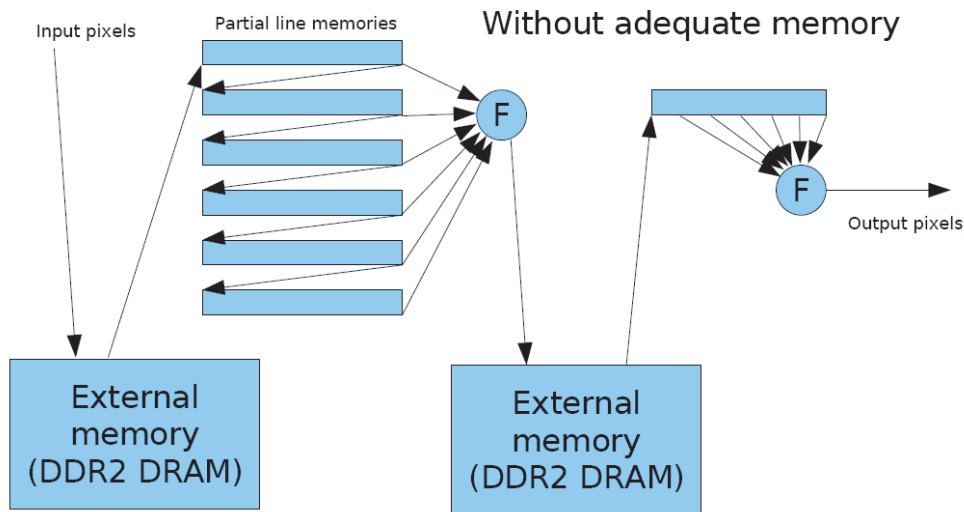 Without adequate memory
Input pixels
Partial line memories
F
F
Output pixels
External
memory
(DDR2 DRAM)
External
memory
(DDR2 DRAM)